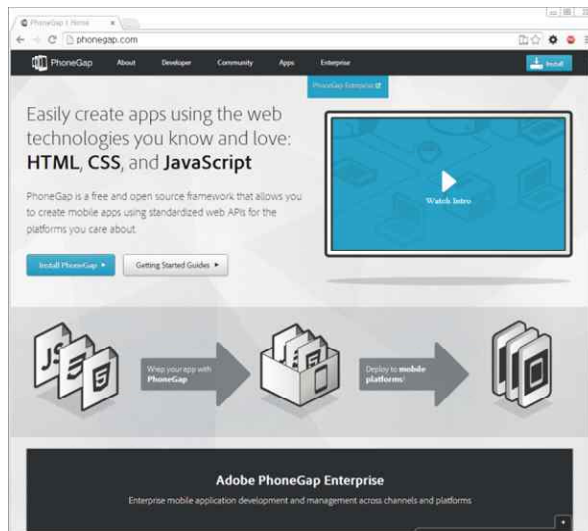 PhoneGap | Home
phonegap.com
PhoneGap About Developer Community Apps Enterprise Install
PhoneGap Enterprise
Easily create apps using the web
technologies you know and love:
HTML, CSS, and JavaScript
PhoneGap is a free and open source framework that allows you
to create mobile apps using standardized web APIs for the
platforms you care about.
Watch Intro
Install PhoneGap Getting Started Guides
JS
Wrap your app with
PhoneGap
Deploy to mobile
platforms!
Adobe PhoneGap Enterprise
Enterprise mobile application development and management across channels and platforms